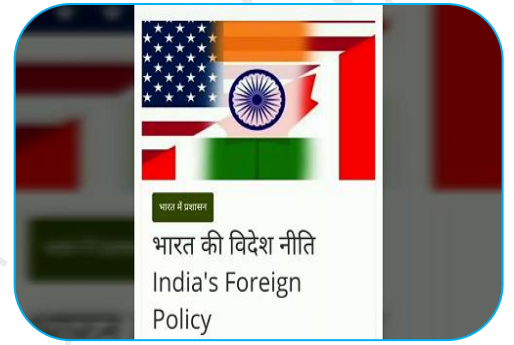 भारत में प्रशासन
भारत की विदेश नीति
India's Foreign
Policy